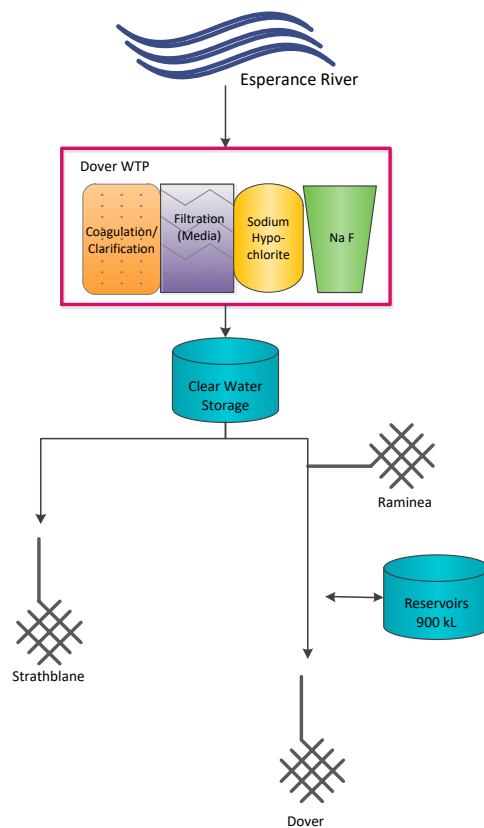 Esperance River
Dover WTP
Coagulation/
Clarification
Filtration
(Media)
Sodium
Hypo-
chlorite
Na F
Clear Water
Storage
Raminea
Reservoirs
900 kL
Strathblane
Dover